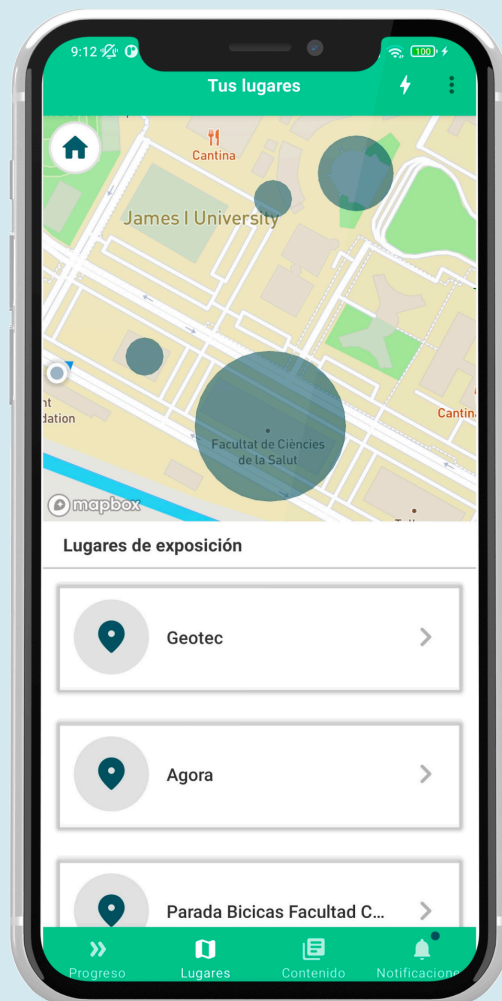 9:12
100
Tus lugares
Cantina
James I University
nt
dation
Cantin
Facultat de Ciències
de la Salut
mapbox
Lugares de exposición
Geotec
Agora
Parada Bicicas Facultad C...
Progreso
Lugares
Contenido
Notificacione